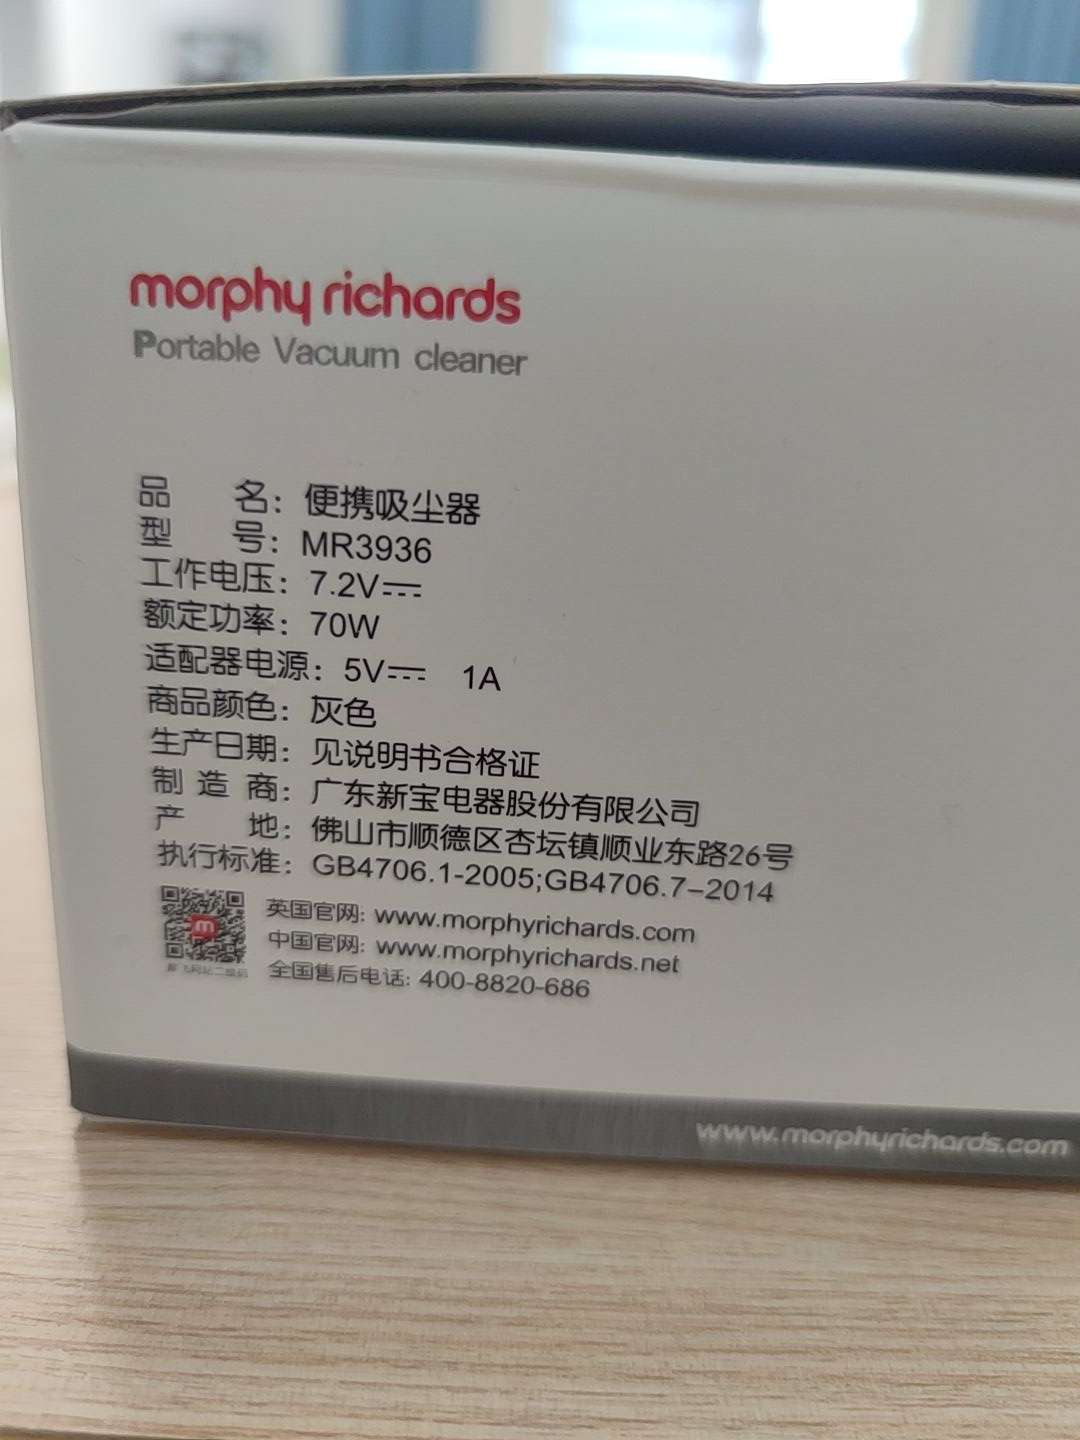 morphy richards
Portable Vacuum cleaner
品 名：便携吸尘器
型 号：MR3936
工作电压：7.2V⎓
额定功率：70W
适配器电源：5V⎓ 1A
商品颜色：灰色
生产日期：见说明书合格证
制 造 商：广东新宝电器股份有限公司
产 地：佛山市顺德区杏坛镇顺业东路26号
执行标准：GB4706.1-2005;GB4706.7-2014
英国官网: www.morphyrichards.com
中国官网: www.morphyrichards.net
全国售后电话: 400-8820-686
飞网站二维码
www.morphyrichards.com